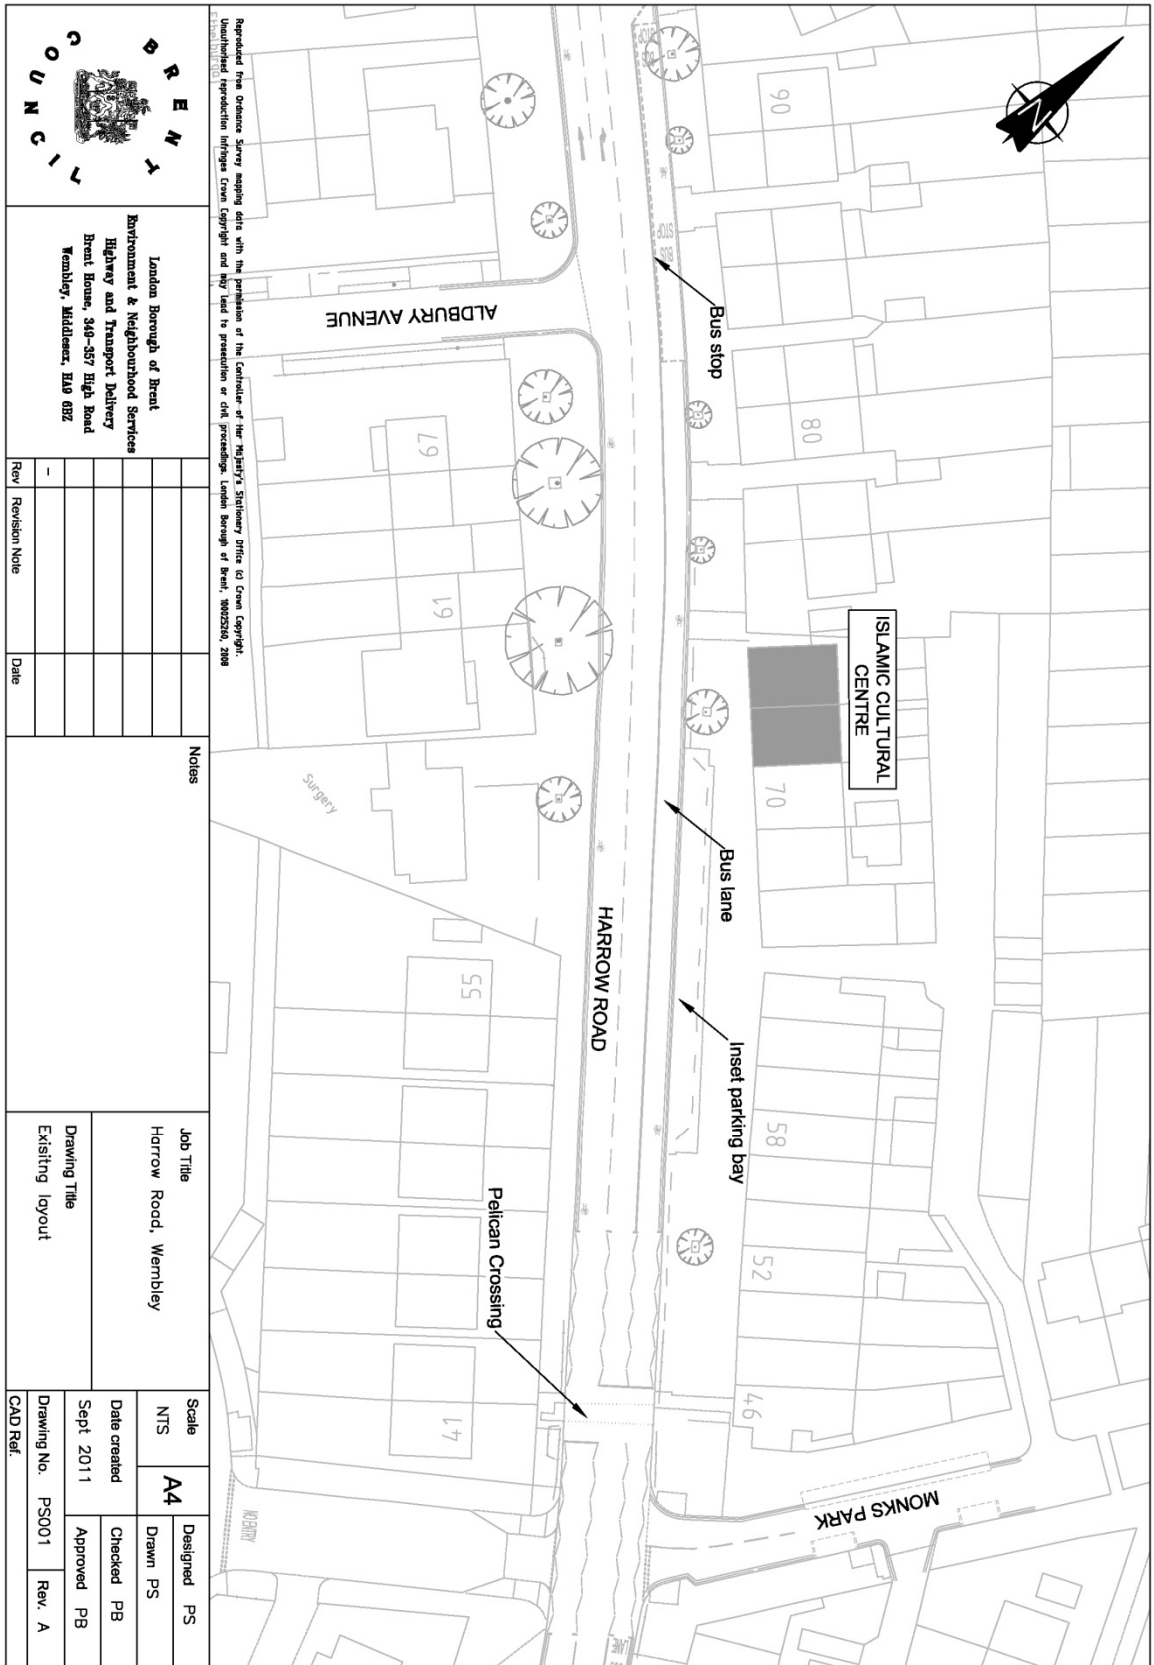 90
BUS
STOP
BUS
STOP
Bus stop
80
ISLAMIC CULTURAL
CENTRE
70
Bus lane
Inset parking bay
58
52
46
MONKS PARK
HARROW ROAD
ALDBURY AVENUE
67
61
Surgery
55
41
Pelican Crossing
NO ENTRY
Reproduced from Ordnance Survey mapping data with the permission of the Controller of Her Majesty's Stationery Office (C) Crown Copyright.
Unauthorised reproduction infringes Crown Copyright and may lead to prosecution or civil proceedings. London Borough of Brent, 100025260, 2008
BRENT
COUNCIL
London Borough of Brent
Environment & Neighbourhood Services
Highway and Transport Delivery
Brent House, 349-357 High Road
Wembley, Middlesex, HA9 6BZ
-
Rev Revision Note Date
Notes
Job Title
Harrow Road, Wembley
Drawing Title
Exisitng layout
Scale
NTS
A4
Designed PS
Drawn PS
Date created
Sept 2011
Checked PB
Approved PB
Drawing No. PS001
Rev. A
CAD Ref.